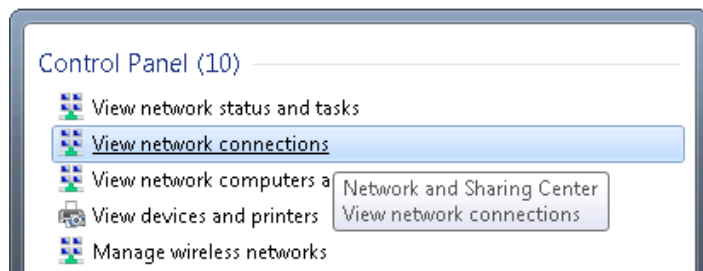 Control Panel (10)
View network status and tasks
View network connections
View network computers a
Network and Sharing Center
View network connections
View devices and printers
Manage wireless networks